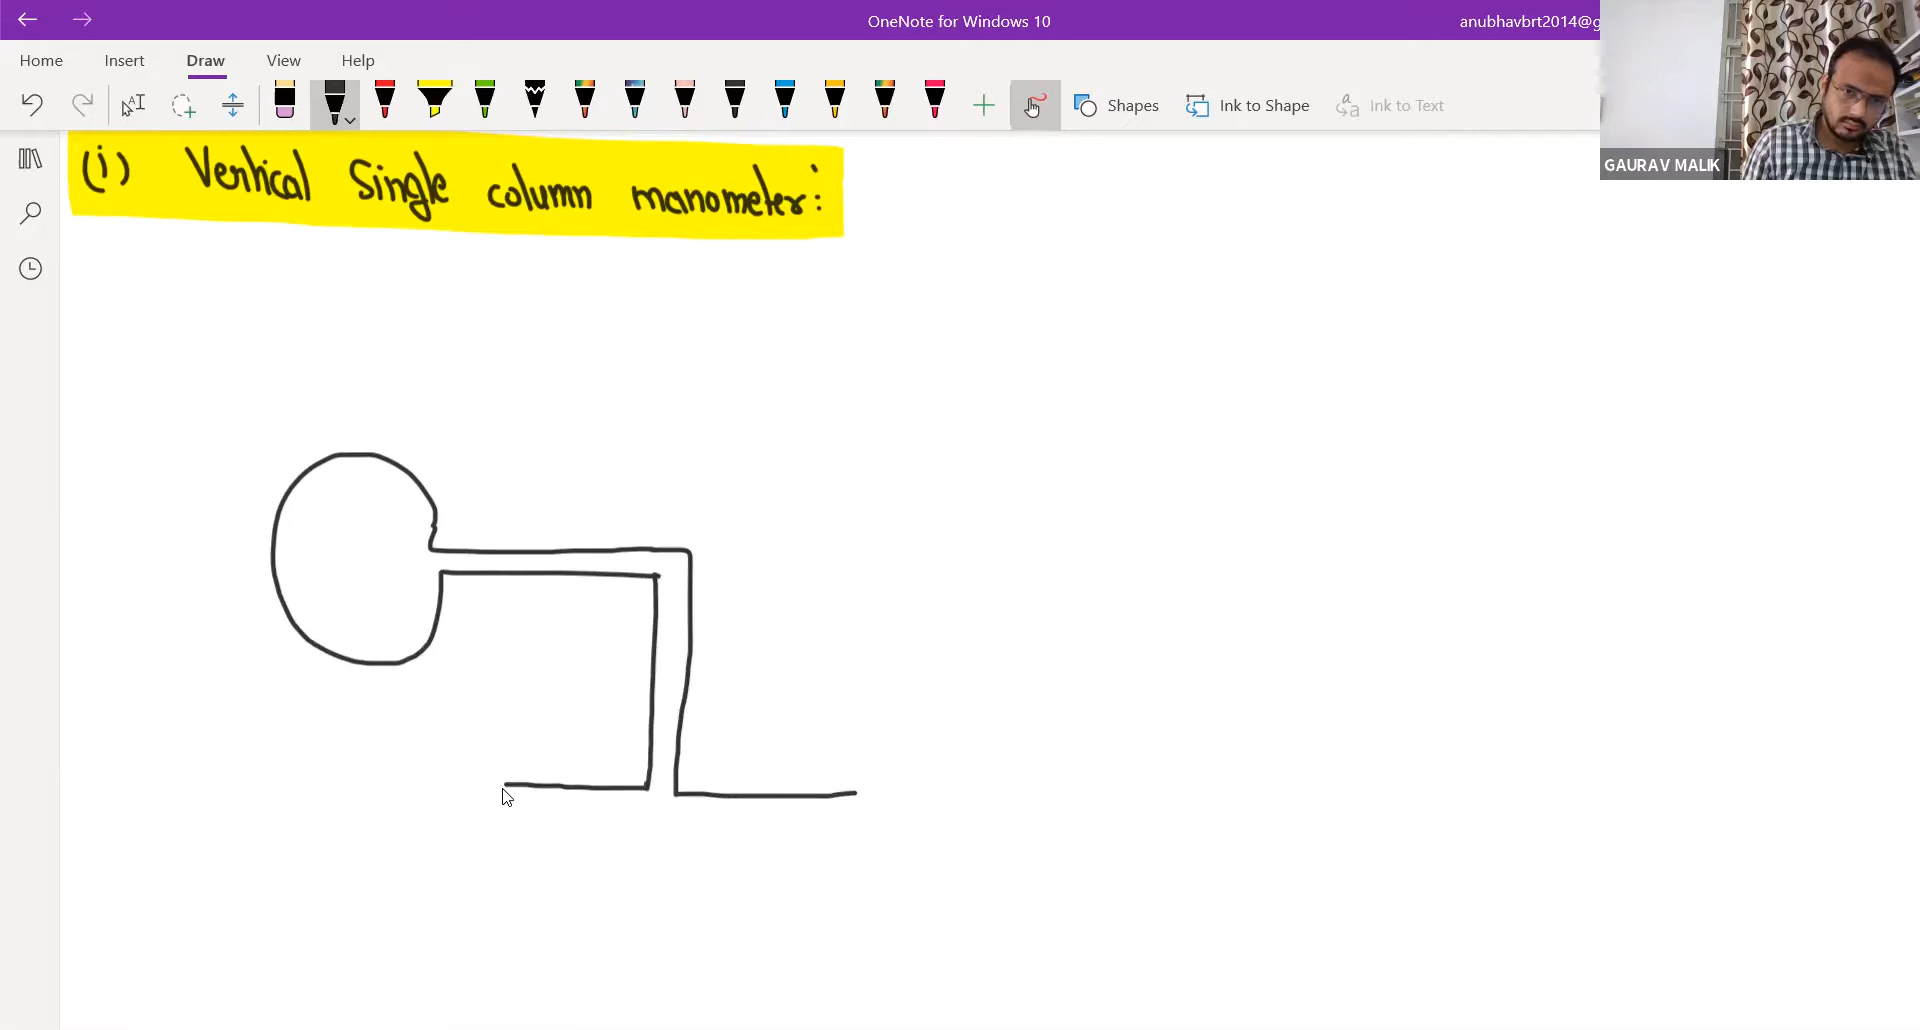 OneNote for Windows 10
anubhavbrt2014@g
Home Insert Draw View Help
Shapes Ink to Shape Ink to Text
GAURAV MALIK
(i) Vertical Single column manometer: